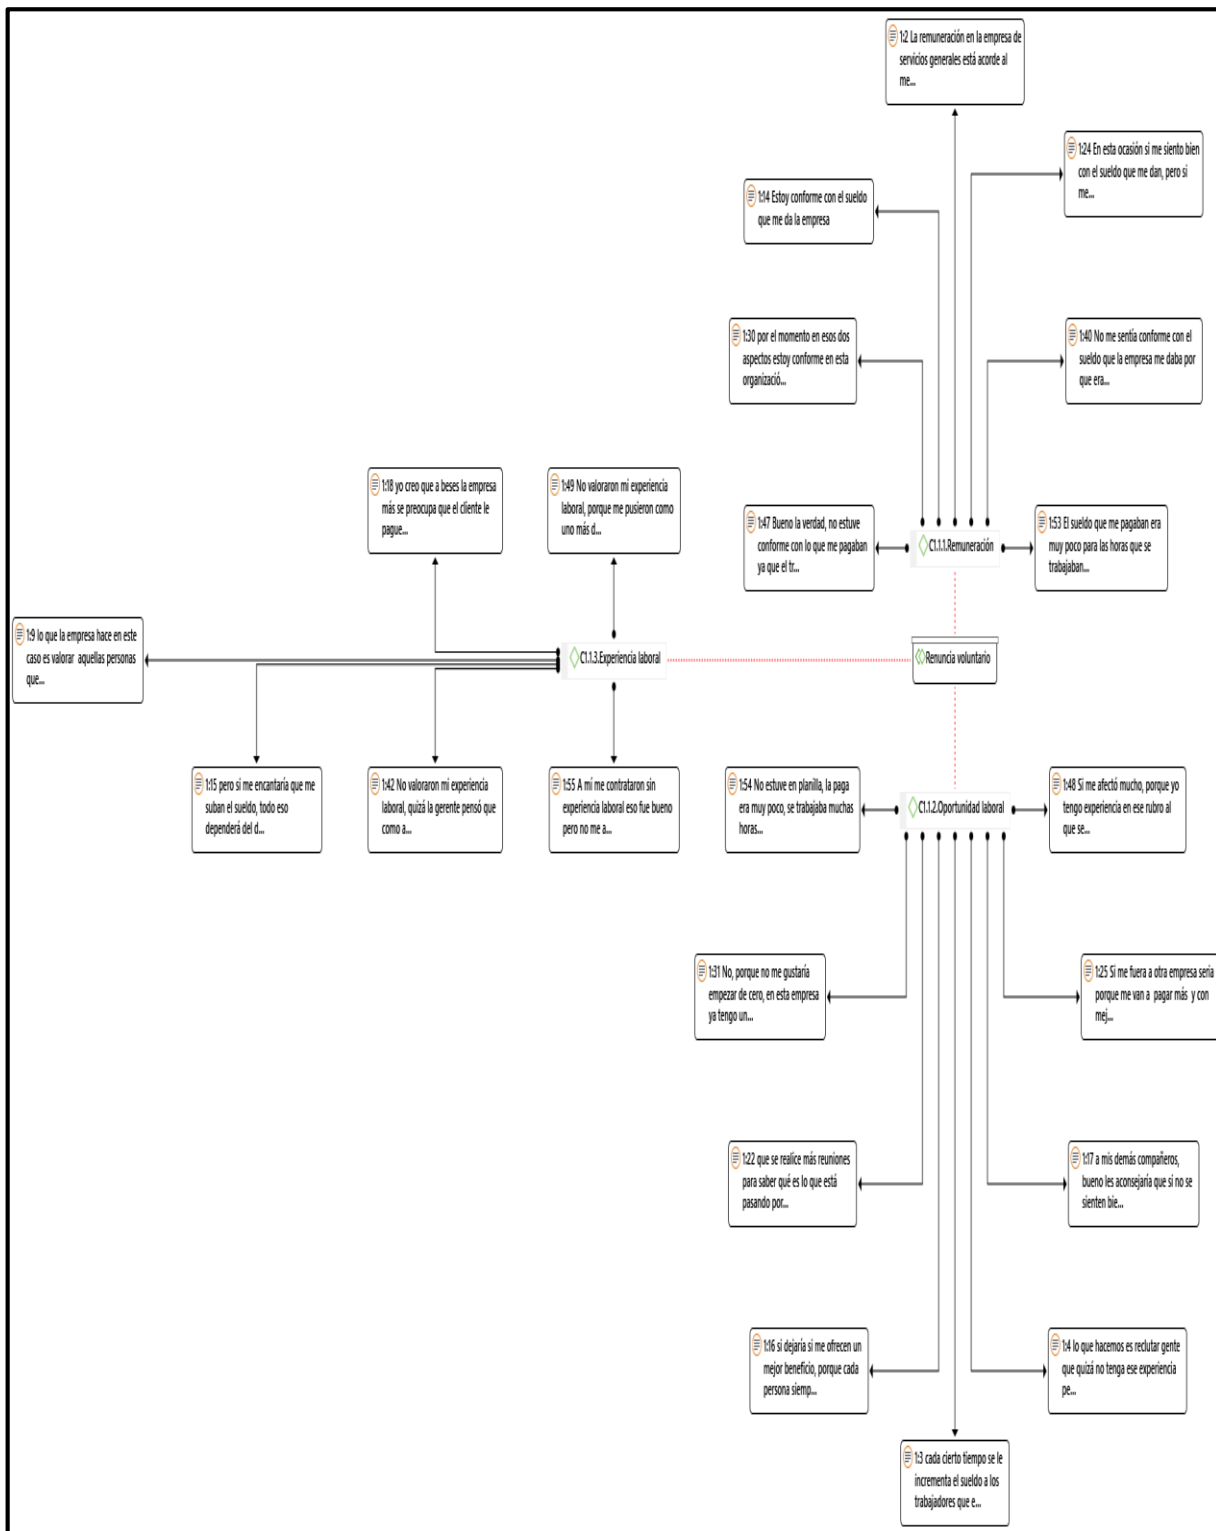 1:2 La remuneración en la empresa de
servicios generales está acorde al
me...
1:24 En esta ocasión si me siento bien
con el sueldo que me dan, pero si
me...
1:14 Estoy conforme con el sueldo
que me da la empresa
1:30 por el momento en esos dos
aspectos estoy conforme en esta
organizació...
1:40 No me sentía conforme con el
sueldo que la empresa me daba por
que era...
1:18 yo creo que a beses la empresa
más se preocupa que el cliente le
pague...
1:49 No valoraron mi experiencia
laboral, porque me pusieron como
uno más d...
1:47 Bueno la verdad, no estuve
conforme con lo que me pagaban
ya que el tr...
C1.1.1.Remuneración
1:53 El sueldo que me pagaban era
muy poco para las horas que se
trabajaban...
1:9 lo que la empresa hace en este
caso es valorar aquellas personas
que...
C1.1.3.Experiencia laboral
Renuncia voluntario
1:15 pero si me encantaría que me
suban el sueldo, todo eso
dependerá del d...
1:42 No valoraron mi experiencia
laboral, quizá la gerente pensó que
como a...
1:55 A mí me contrataron sin
experiencia laboral eso fue bueno
pero no me a...
1:54 No estuve en planilla, la paga
era muy poco, se trabajaba muchas
horas...
C1.1.2.Oportunidad laboral
1:48 Si me afectó mucho, porque yo
tengo experiencia en ese rubro al
que se...
1:31 No, porque no me gustaría
empezar de cero, en esta empresa
ya tengo un...
1:25 Si me fuera a otra empresa seria
porque me van a pagar más y con
mej...
1:22 que se realice más reuniones
para saber qué es lo que está
pasando por...
1:17 a mis demás compañeros,
bueno les aconsejaría que si no se
sienten bie...
1:16 si dejaría si me ofrecen un
mejor beneficio, porque cada
persona siemp...
1:4 lo que hacemos es reclutar gente
que quizá no tenga ese experiencia
pe...
1:3 cada cierto tiempo se le
incrementa el sueldo a los
trabajadores que e...